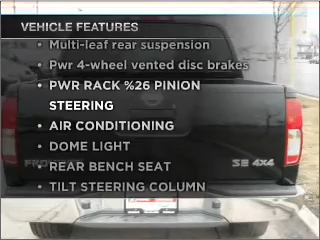 VEHICLE FEATURES
• Multi-leaf rear suspension
• Pwr 4-wheel vented disc brakes
• PWR RACK %26 PINION
STEERING
• AIR CONDITIONING
• DOME LIGHT
• REAR BENCH SEAT
• TILT STEERING COLUMN
SE 4X4